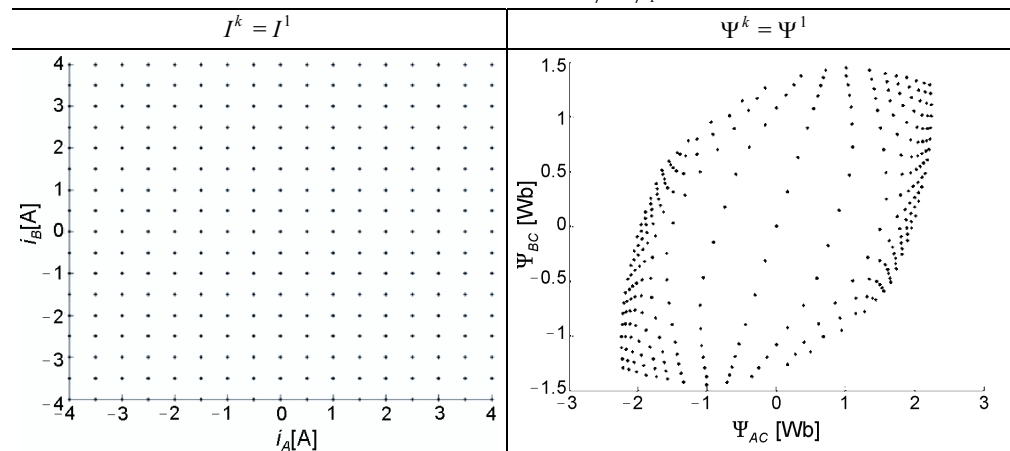 I^k = I^1
Ψ^k = Ψ^1
4
3
2
1
0
−1
−2
−3
−4
i_B[A]
−4 −3 −2 −1 0 1 2 3 4
i_A[A]
1.5
1
0.5
0
−0.5
−1
−1.5
Ψ_BC [Wb]
−3 −2 −1 0 1 2 3
Ψ_AC [Wb]